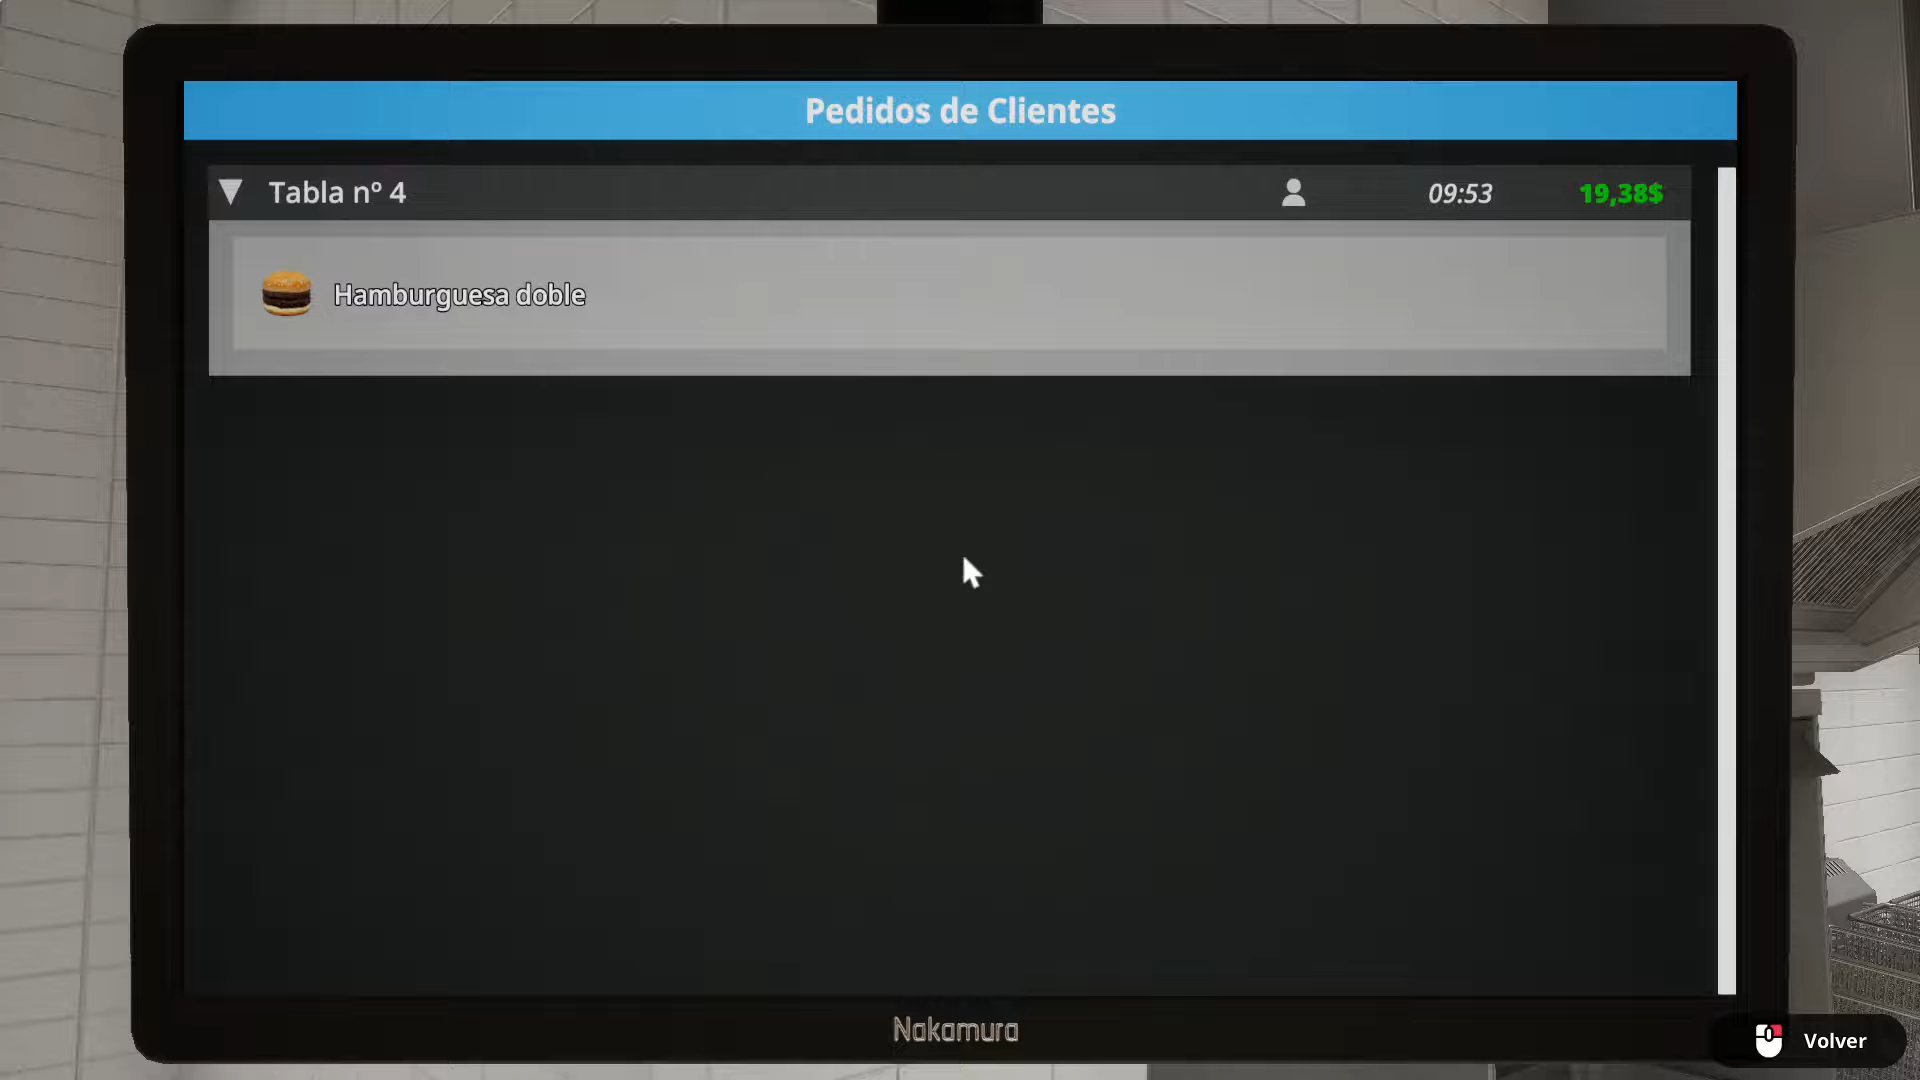 Pedidos de Clientes
Tabla nº 4 09:53 19,38$
Hamburguesa doble
Nakamura
Volver